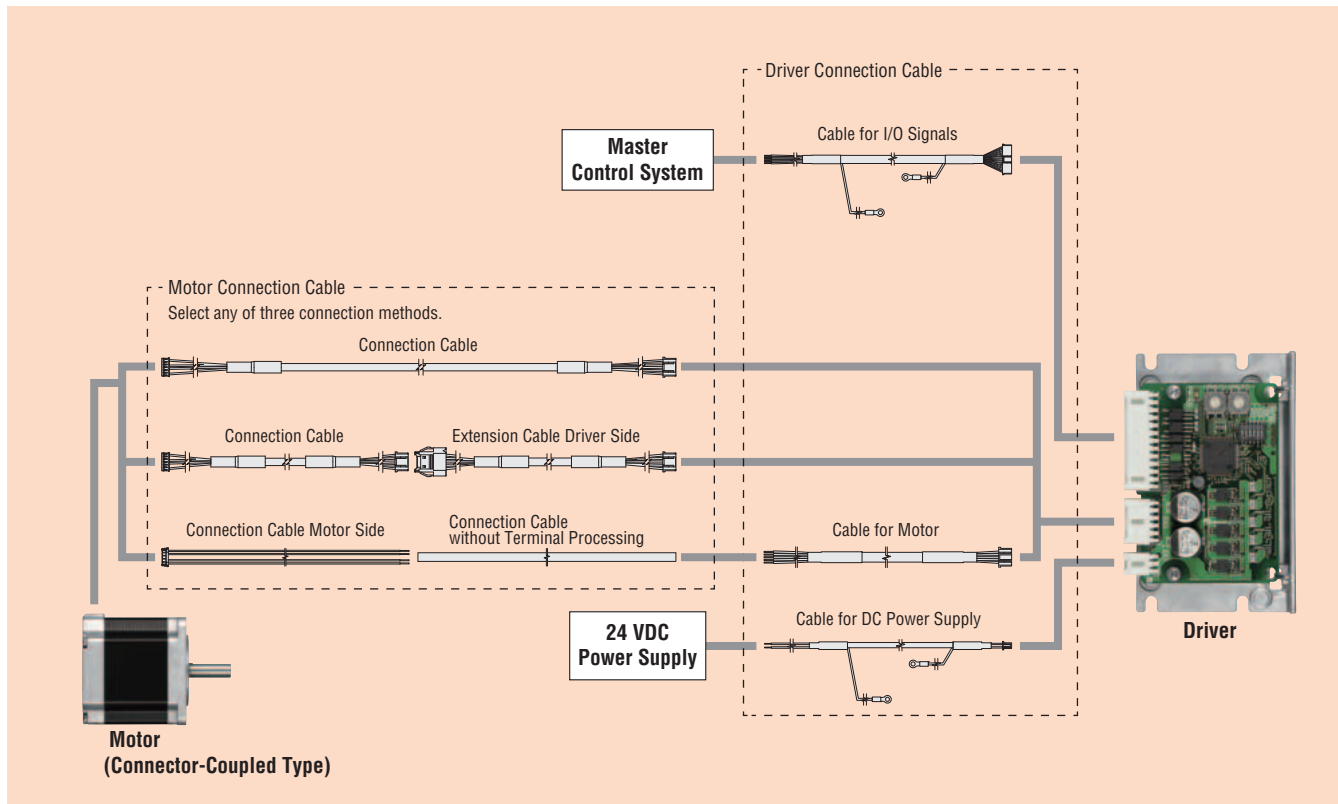 Driver Connection Cable
Cable for I/O Signals
Master
Control System
Motor Connection Cable
Select any of three connection methods.
Connection Cable
Connection Cable
Extension Cable Driver Side
Connection Cable Motor Side
Connection Cable
without Terminal Processing
Cable for Motor
24 VDC
Power Supply
Cable for DC Power Supply
Driver
Motor
(Connector-Coupled Type)